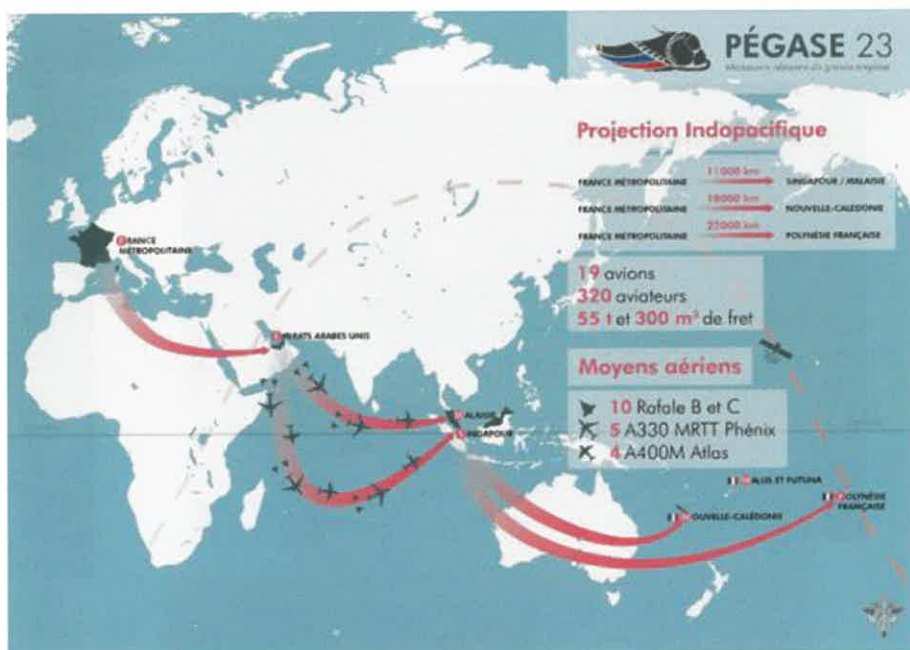 PÉGASE 23
Projection Indopacifique
FRANCE MÉTROPOLITAINE 11000 km SINGAPOUR / MALAISIE
FRANCE MÉTROPOLITAINE 18000 km NOUVELLE-CALÉDONIE
FRANCE MÉTROPOLITAINE 22000 km POLYNÉSIE FRANÇAISE
19 avions
320 aviateurs
55 t et 300 m³ de fret
Moyens aériens
10 Rafale B et C
5 A330 MRTT Phénix
4 A400M Atlas
FRANCE
MÉTROPOLITAINE
ÉMIRATS ARABES UNIS
MALAISIE
SINGAPOUR
WALLIS ET FUTUNA
NOUVELLE-CALÉDONIE
POLYNÉSIE
FRANÇAISE